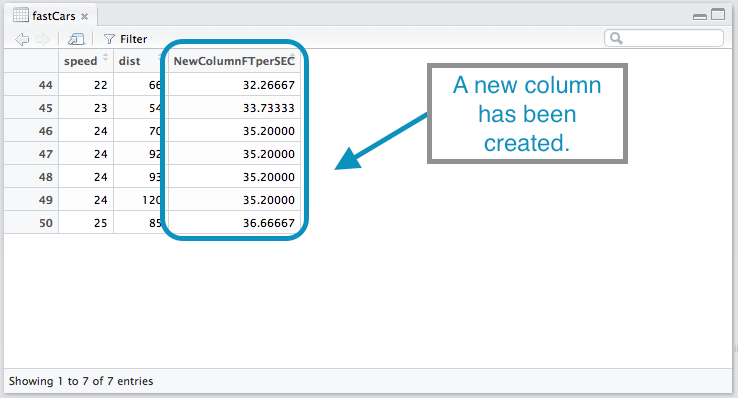 fastCars
Filter
speed dist NewColumnFTperSEC
44 22 66 32.26667
45 23 54 33.73333
46 24 70 35.20000
47 24 92 35.20000
48 24 93 35.20000
49 24 120 35.20000
50 25 85 36.66667
A new column
has been
created.
Showing 1 to 7 of 7 entries